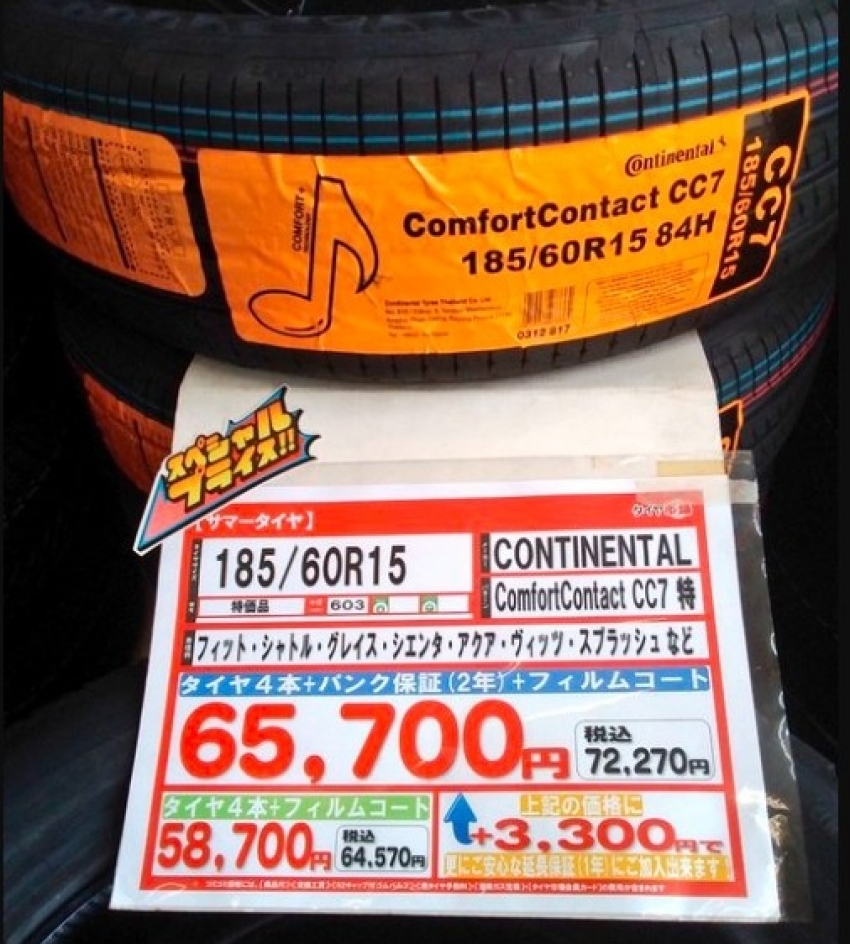 Continental
ComfortContact CC7
185/60R15 84H
CC7
185/60R15
COMFORT+
Continental Tyres Thailand Co. Ltd.
0312817
スペシャル
プライス!!
【サマータイヤ】
185/60R15
CONTINENTAL
特価品 603
ComfortContact CC7 特
フィット・シャトル・グレイス・シエンタ・アクア・ヴィッツ・スプラッシュ など
タイヤ4本+パンク保証(2年)+フィルムコート
65,700円
税込
72,270円
タイヤ4本+フィルムコート
58,700円
税込
64,570円
上記の価格に
+3,300円で
更にご安心な延長保証(1年)にご加入出来ます!